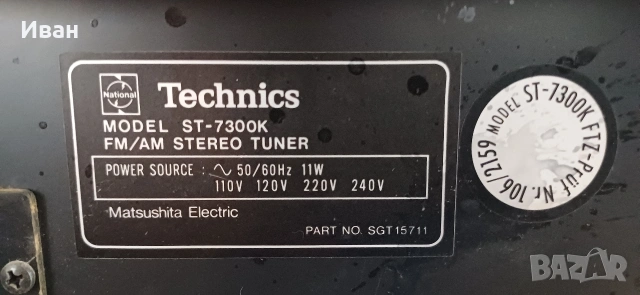 Иван
National
Technics
MODEL ST-7300K
FM/AM STEREO TUNER
POWER SOURCE : ∿ 50/60Hz 11W
110V 120V 220V 240V
Matsushita Electric
PART NO. SGT15711
MODEL ST-7300K FTZ-Prüf Nr. 106/2159
BAZAR